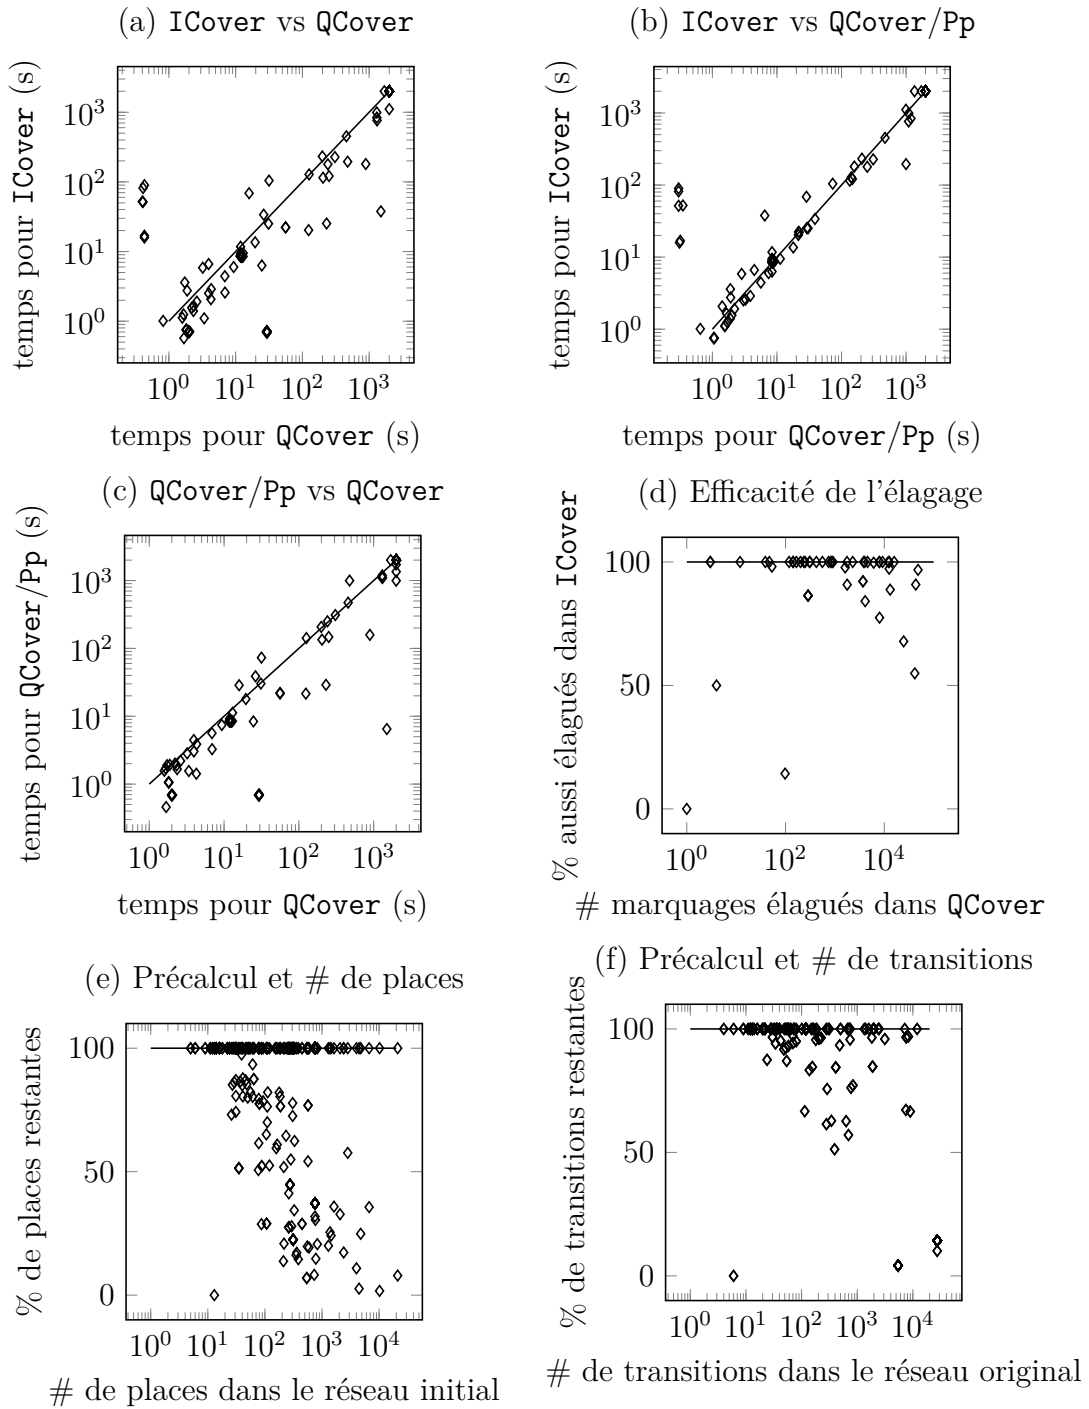 (a) ICover vs QCover
temps pour ICover (s)
10^3
10^2
10^1
10^0
10^0 10^1 10^2 10^3
temps pour QCover (s)
(b) ICover vs QCover/Pp
temps pour ICover (s)
10^3
10^2
10^1
10^0
10^0 10^1 10^2 10^3
temps pour QCover/Pp (s)
(c) QCover/Pp vs QCover
temps pour QCover/Pp (s)
10^3
10^2
10^1
10^0
10^0 10^1 10^2 10^3
temps pour QCover (s)
(d) Efficacité de l'élagage
% aussi élagués dans ICover
100
50
0
10^0 10^2 10^4
# marquages élagués dans QCover
(e) Précalcul et # de places
% de places restantes
100
50
0
10^0 10^1 10^2 10^3 10^4
# de places dans le réseau initial
(f) Précalcul et # de transitions
% de transitions restantes
100
50
0
10^0 10^1 10^2 10^3 10^4
# de transitions dans le réseau original